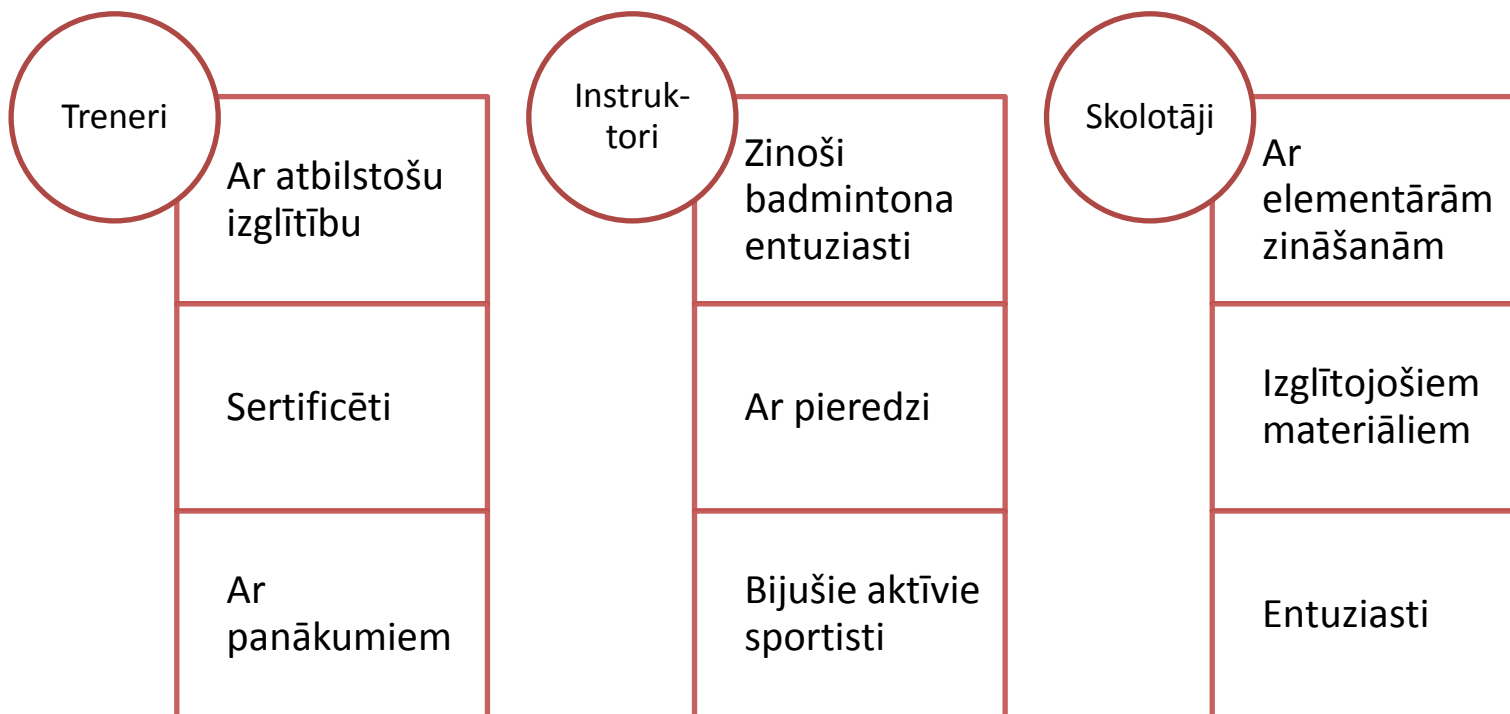 Treneri
Ar atbilstošu
izglītību
Sertificēti
Ar
panākumiem
Instruk-
tori
Zinoši
badmintona
entuziasti
Ar pieredzi
Bijušie aktīvie
sportisti
Skolotāji
Ar
elementārām
zināšanām
Izglītojošiem
materiāliem
Entuziasti